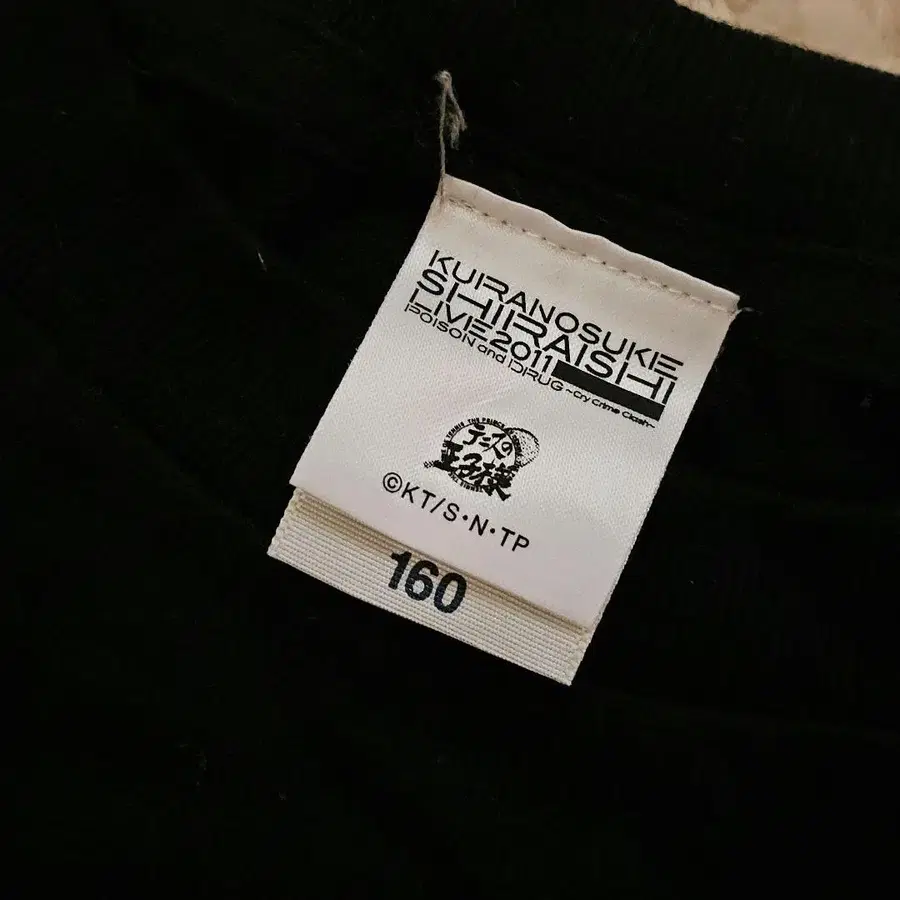 KURANOSUKE
SHIRAISHI
LIVE 2011
POISON and DRUG ~Cry Crime Clash~
テニスの
王子様
©KT/S・N・TP
160